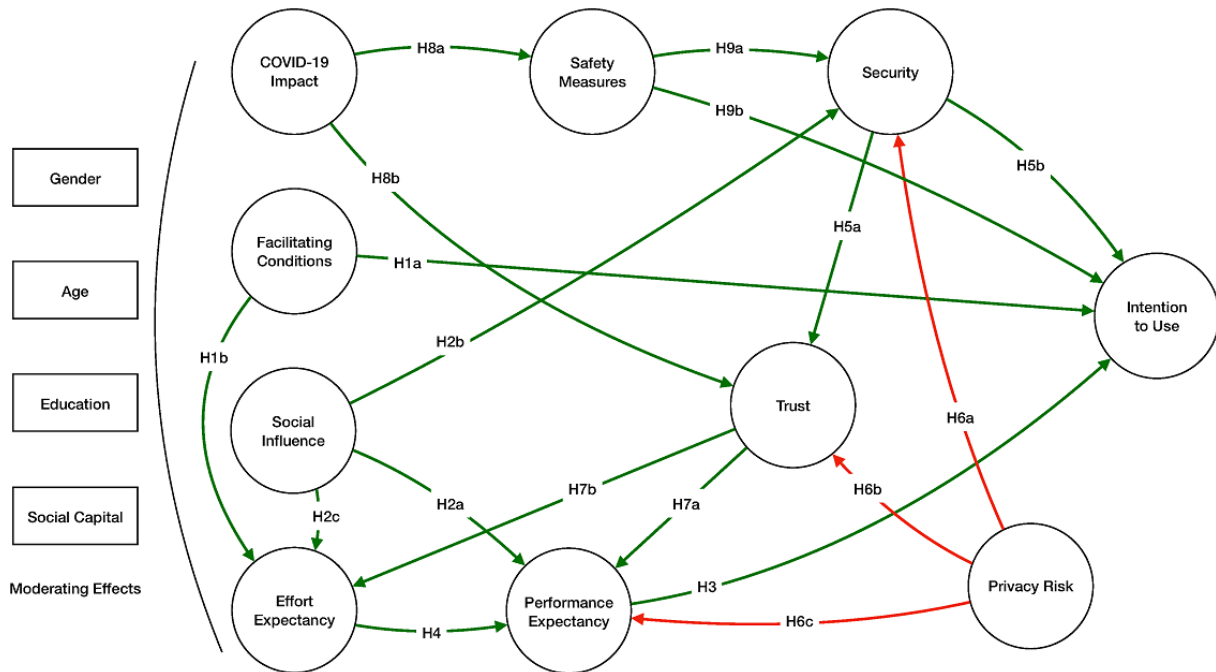 COVID-19
Impact
H8a
Safety
Measures
H9a
Security
H9b
Gender
H8b
H5b
H5a
Facilitating
Conditions
H1a
Age
Intention
to Use
H1b
H2b
Education
Social
Influence
Trust
H6a
H7b
H6b
H2c
H2a
H7a
Social Capital
Moderating Effects
Effort
Expectancy
H4
Performance
Expectancy
H3
Privacy Risk
H6c